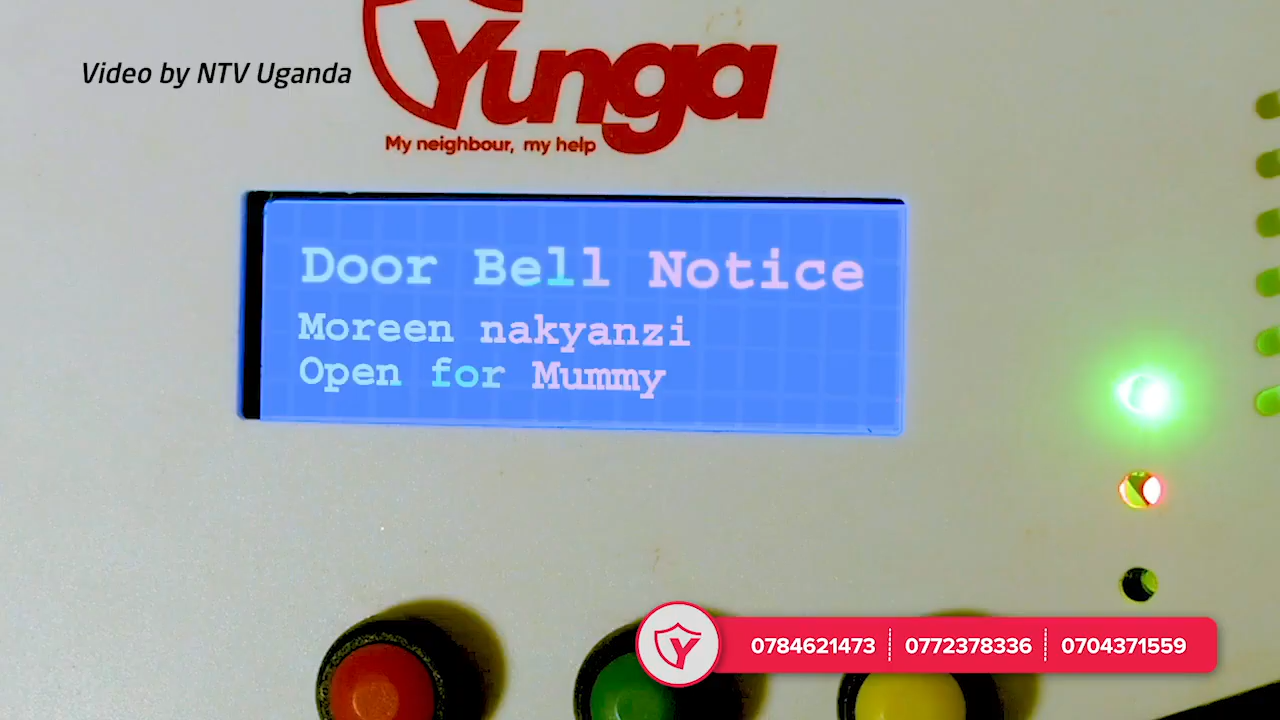 Video by NTV Uganda
Yunga
My neighbour, my help
Door Bell Notice
Moreen nakyanzi
Open for Mummy
Y 0784621473 0772378336 0704371559